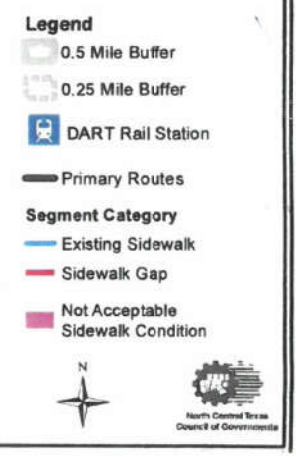 Legend
0.5 Mile Buffer
0.25 Mile Buffer
DART Rail Station
Primary Routes
Segment Category
Existing Sidewalk
Sidewalk Gap
Not Acceptable
Sidewalk Condition
N
North Central Texas
Council of Governments